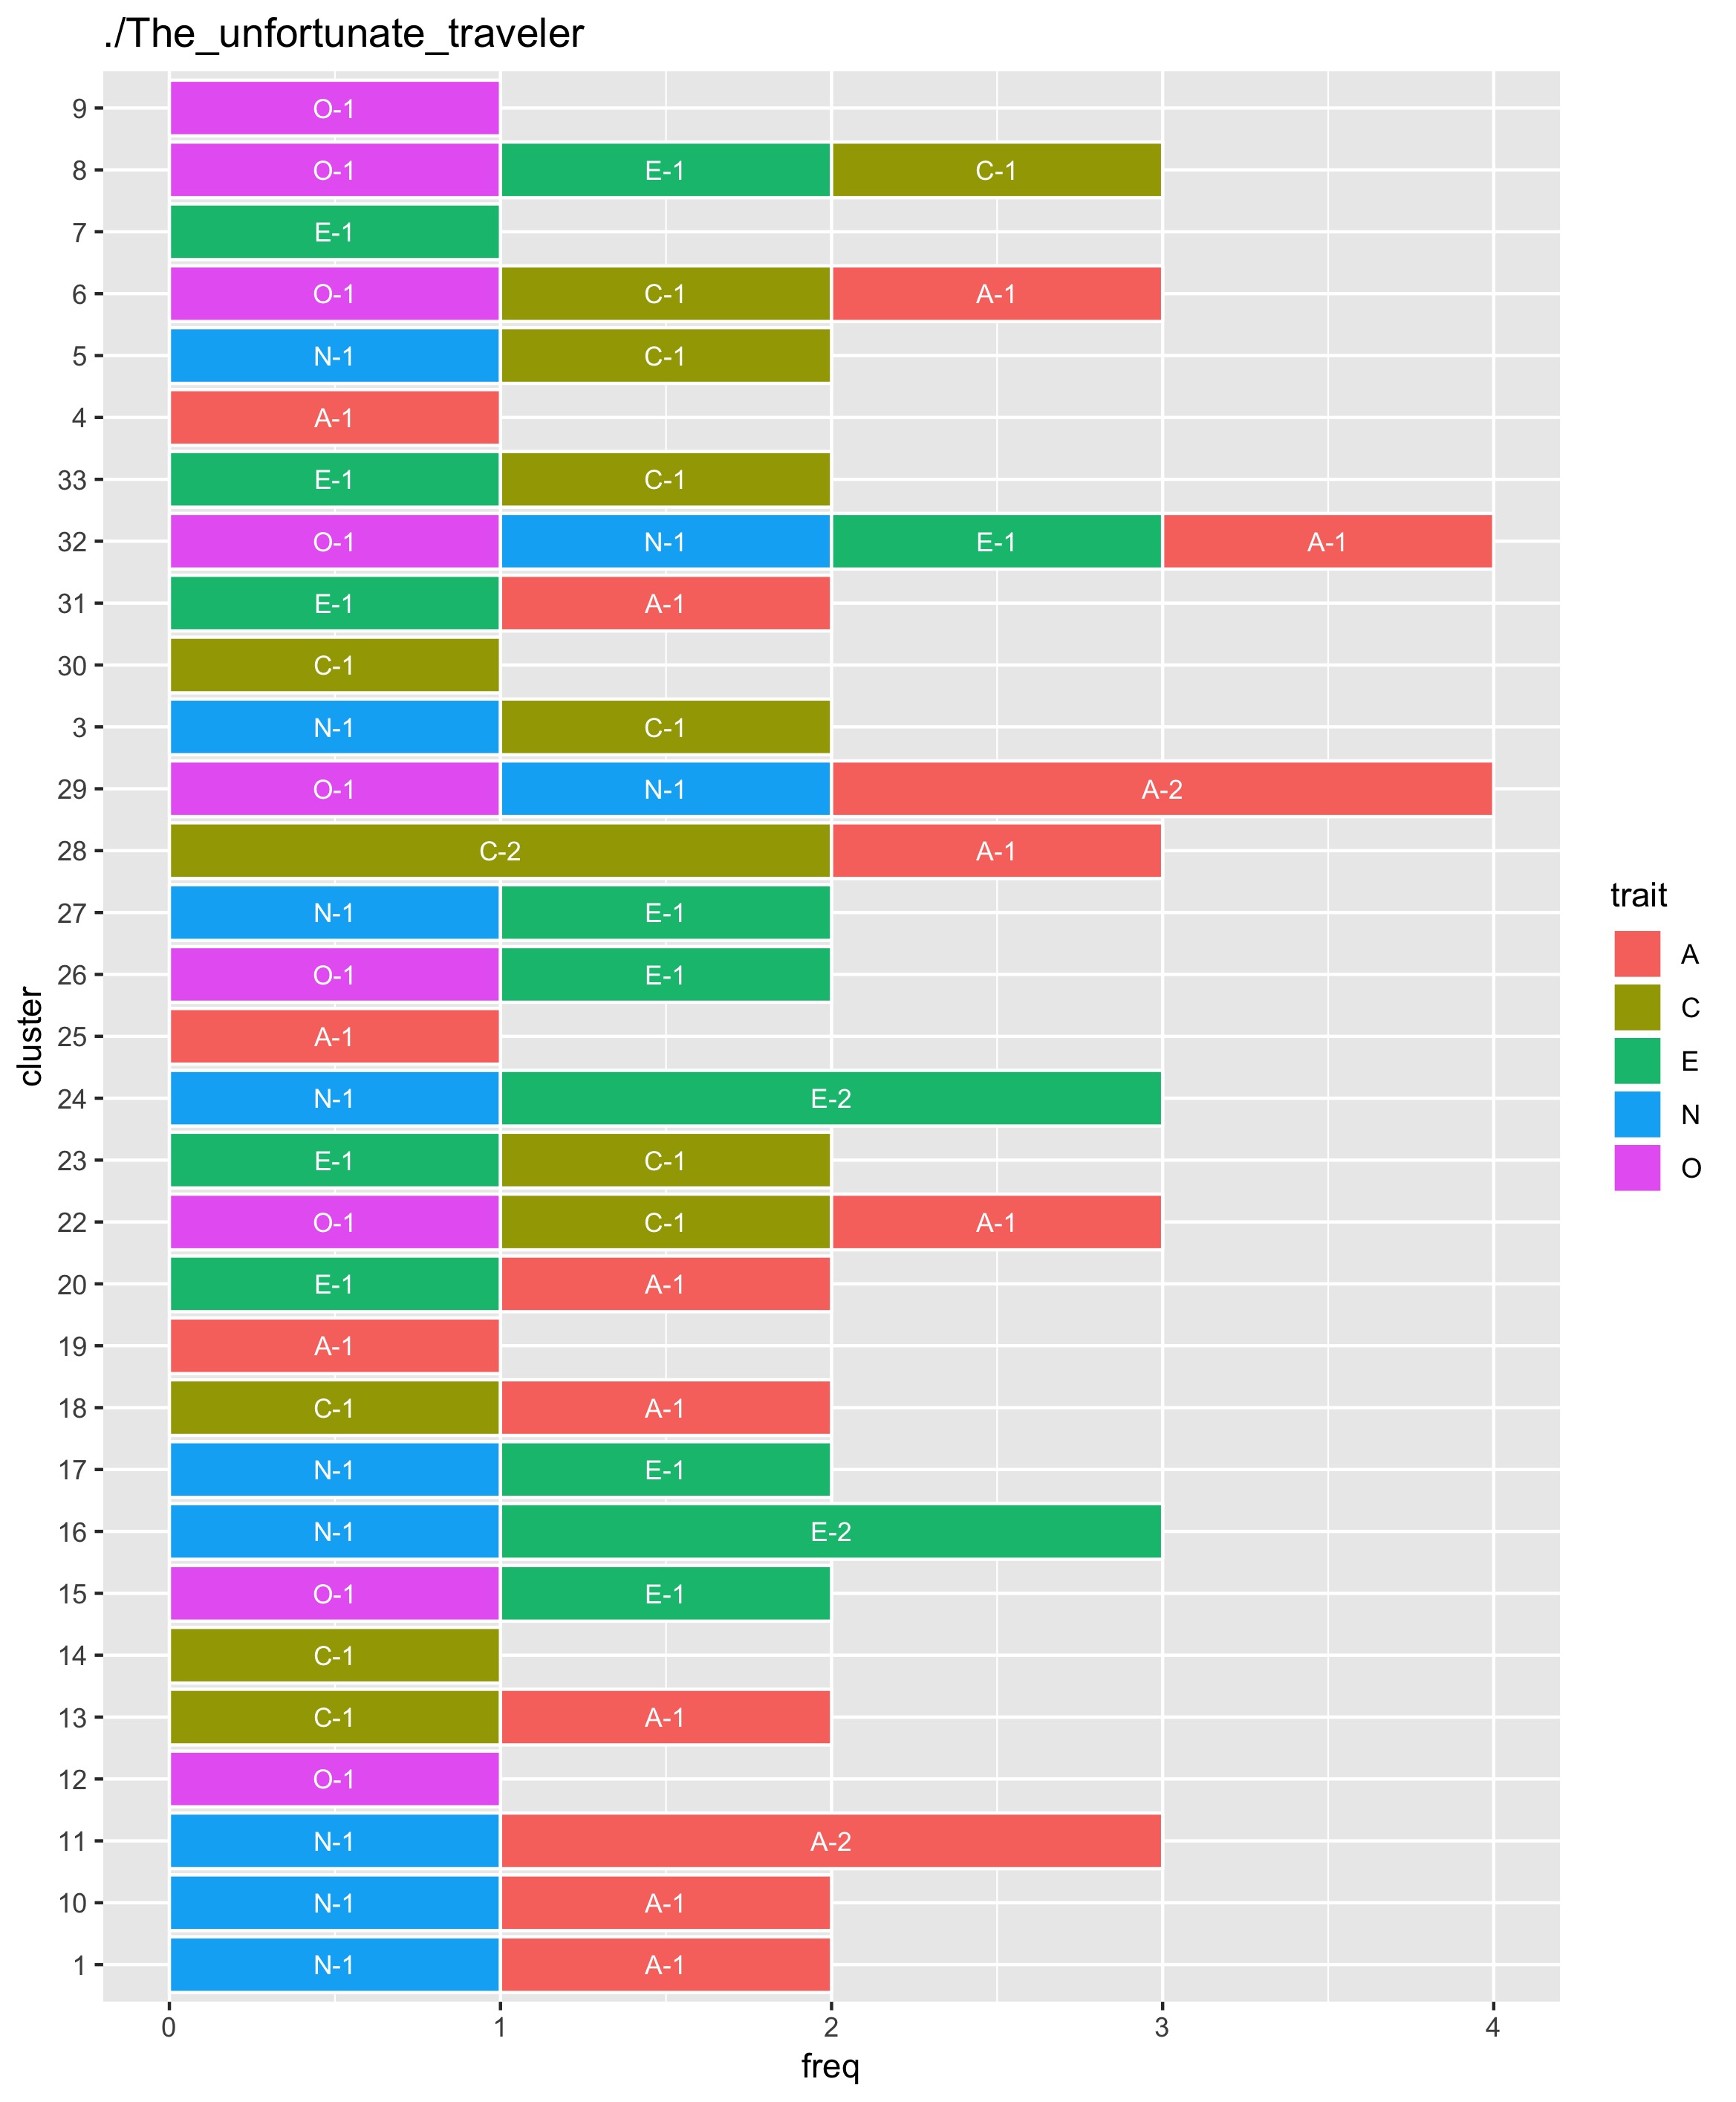 ./The_unfortunate_traveler
9 O-1
8 O-1 E-1 C-1
7 E-1
6 O-1 C-1 A-1
5 N-1 C-1
4 A-1
33 E-1 C-1
32 O-1 N-1 E-1 A-1
31 E-1 A-1
30 C-1
3 N-1 C-1
29 O-1 N-1 A-2
28 C-2 A-1
27 N-1 E-1
26 O-1 E-1
25 A-1
24 N-1 E-2
23 E-1 C-1
22 O-1 C-1 A-1
20 E-1 A-1
19 A-1
18 C-1 A-1
17 N-1 E-1
16 N-1 E-2
15 O-1 E-1
14 C-1
13 C-1 A-1
12 O-1
11 N-1 A-2
10 N-1 A-1
1 N-1 A-1
0 1 2 3 4
freq
cluster
trait
A
C
E
N
O